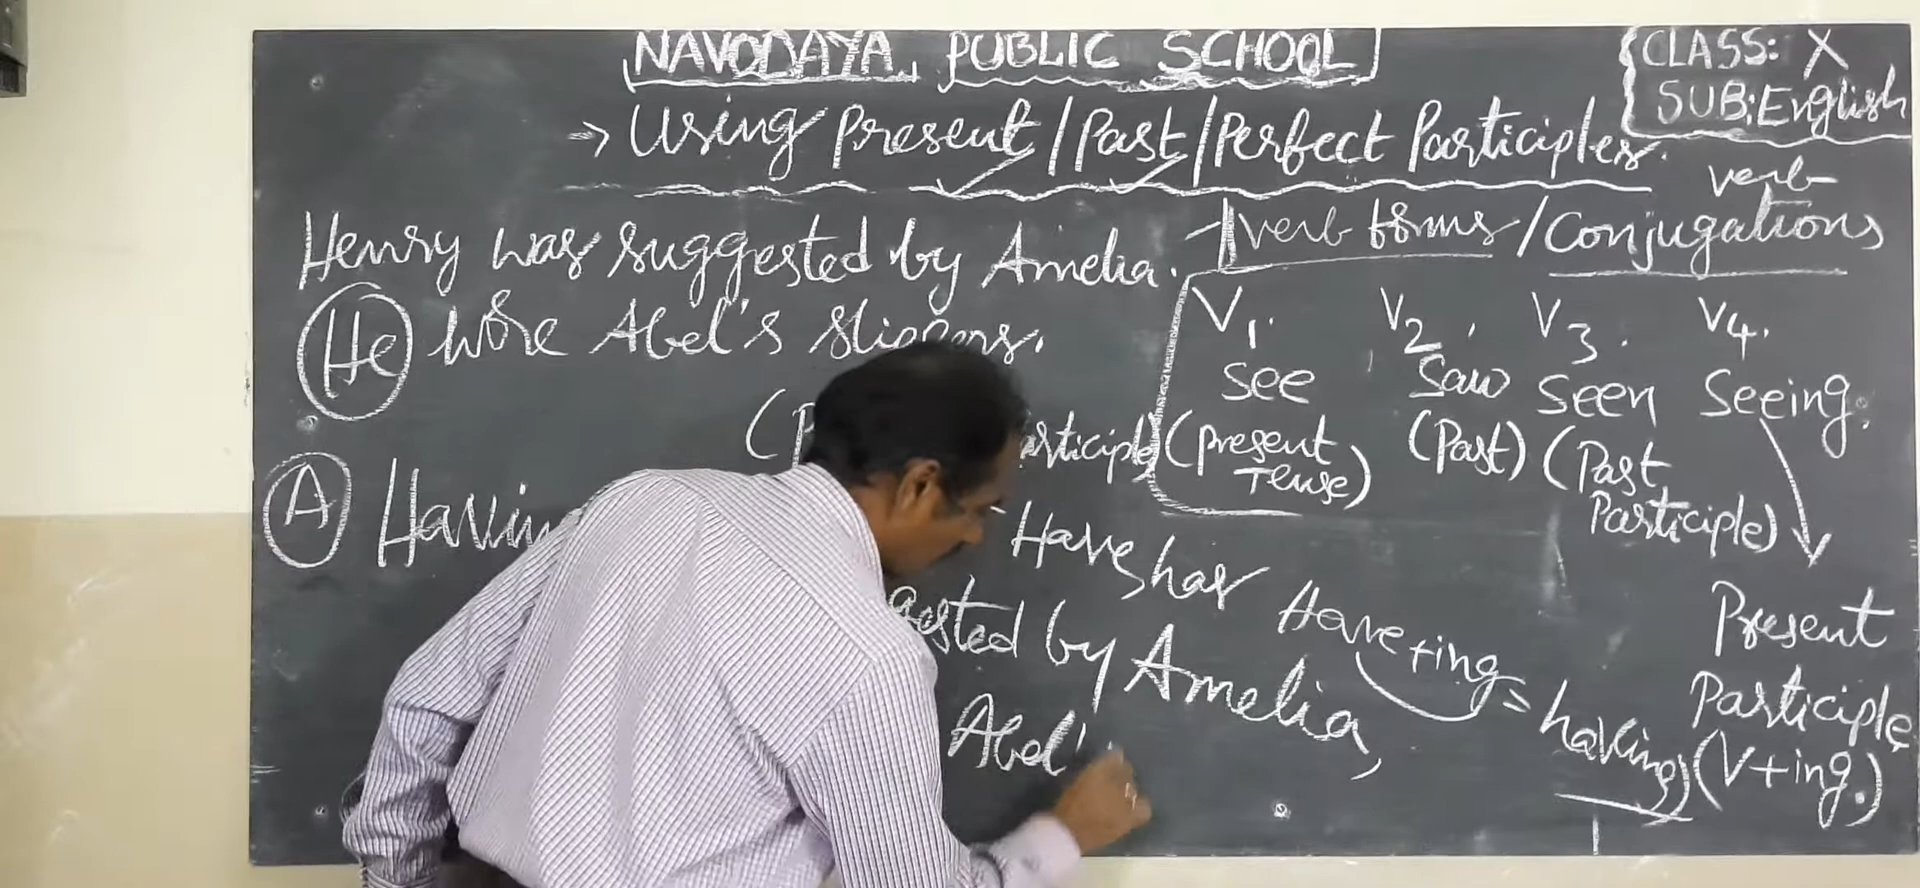 NAVODAYA PUBLIC SCHOOL
CLASS: X
SUB: English
→ Using Present / Past / Perfect Participles.
Henry was suggested by Amelia.
He wore Abel's slippers.
verb
verb forms / Conjugations
V1. V2. V3. V4.
see saw seen seeing.
(Present Tense) (Past) (Past Participle)
Present
Participle
(V+ing.)
A
Have, has Have+ing = having
by Amelia,
Abel'